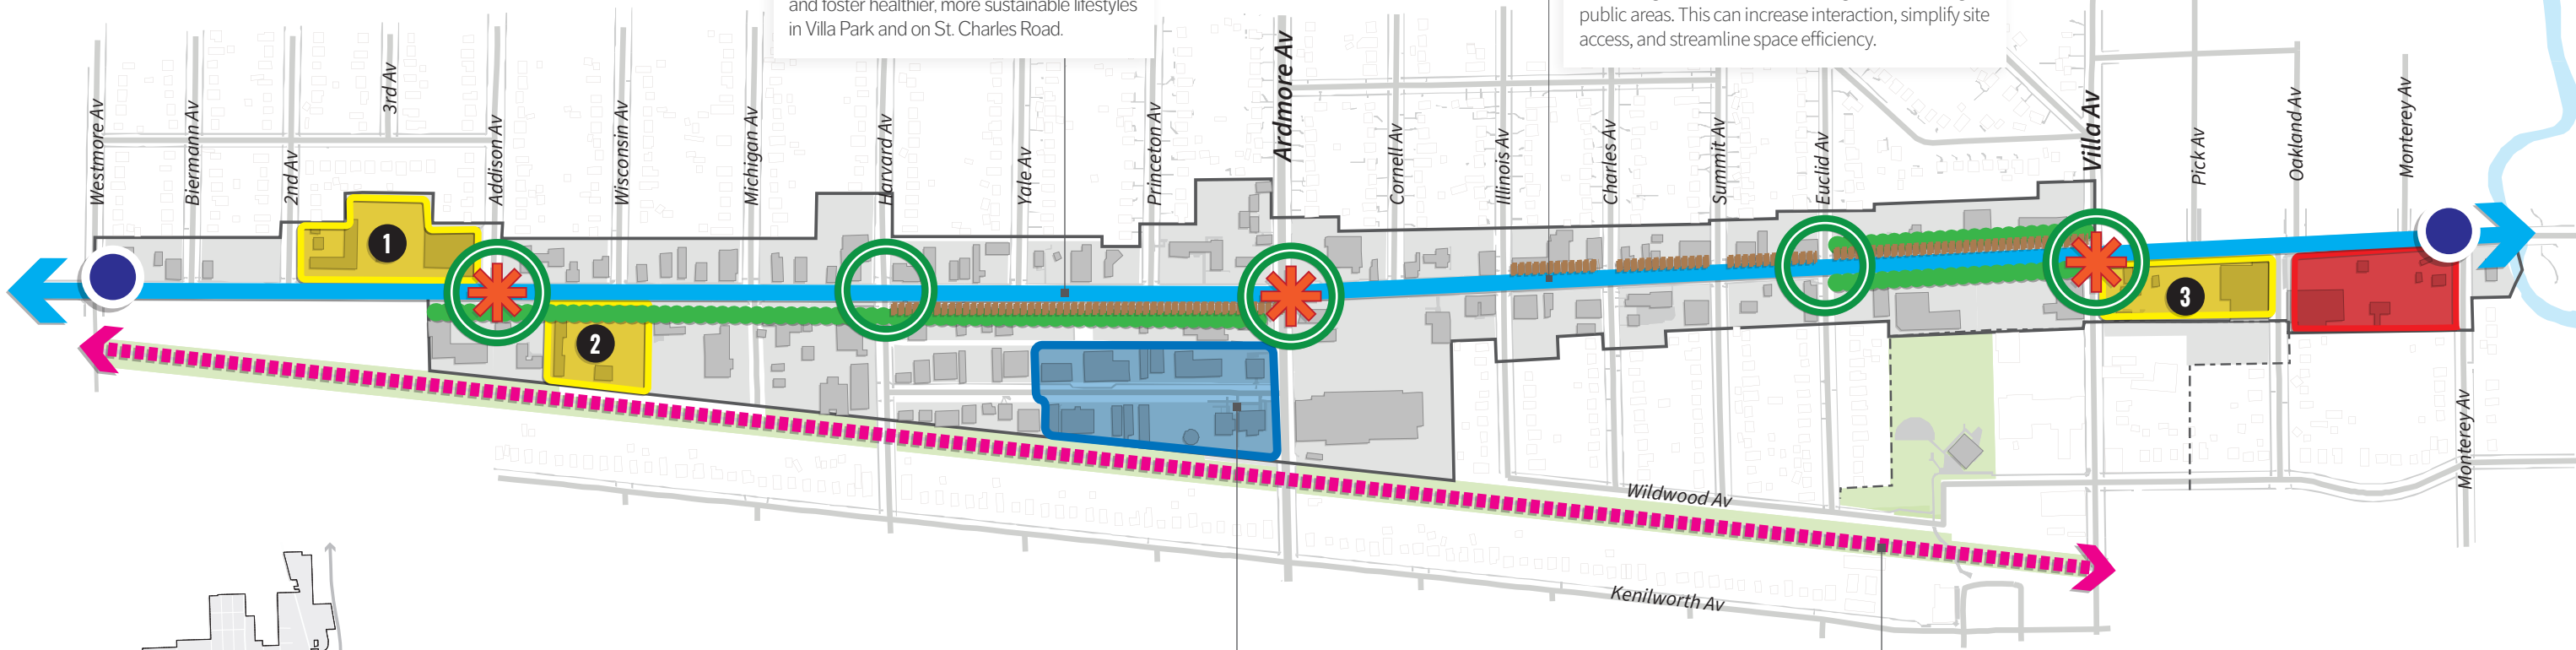 and foster healthier, more sustainable lifestyles
in Villa Park and on St. Charles Road.
public areas. This can increase interaction, simplify site
access, and streamline space efficiency.
Westmore Av
Biermann Av
2nd Av
3rd Av
Addison Av
Wisconsin Av
Michigan Av
Harvard Av
Yale Av
Princeton Av
Ardmore Av
Cornell Av
Illinois Av
Charles Av
Summit Av
Euclid Av
Villa Av
Pick Av
Oakland Av
Monterey Av
1
2
3
Monterey Av
Wildwood Av
Kenilworth Av